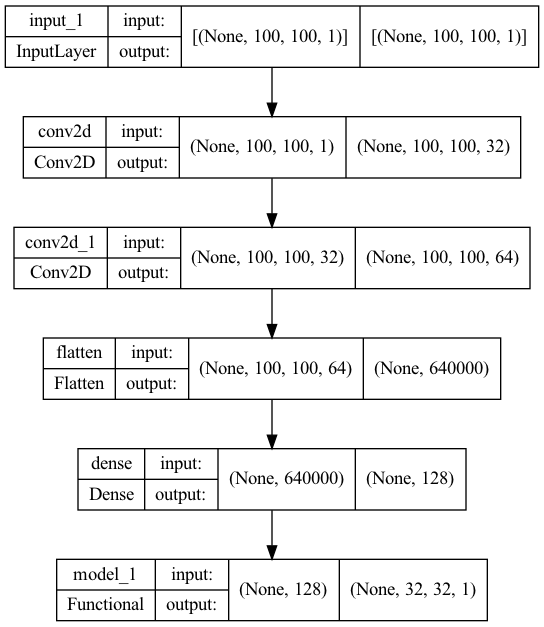 input_1 input: [(None, 100, 100, 1)] [(None, 100, 100, 1)]
InputLayer output:
conv2d input: (None, 100, 100, 1) (None, 100, 100, 32)
Conv2D output:
conv2d_1 input: (None, 100, 100, 32) (None, 100, 100, 64)
Conv2D output:
flatten input: (None, 100, 100, 64) (None, 640000)
Flatten output:
dense input: (None, 640000) (None, 128)
Dense output:
model_1 input: (None, 128) (None, 32, 32, 1)
Functional output: